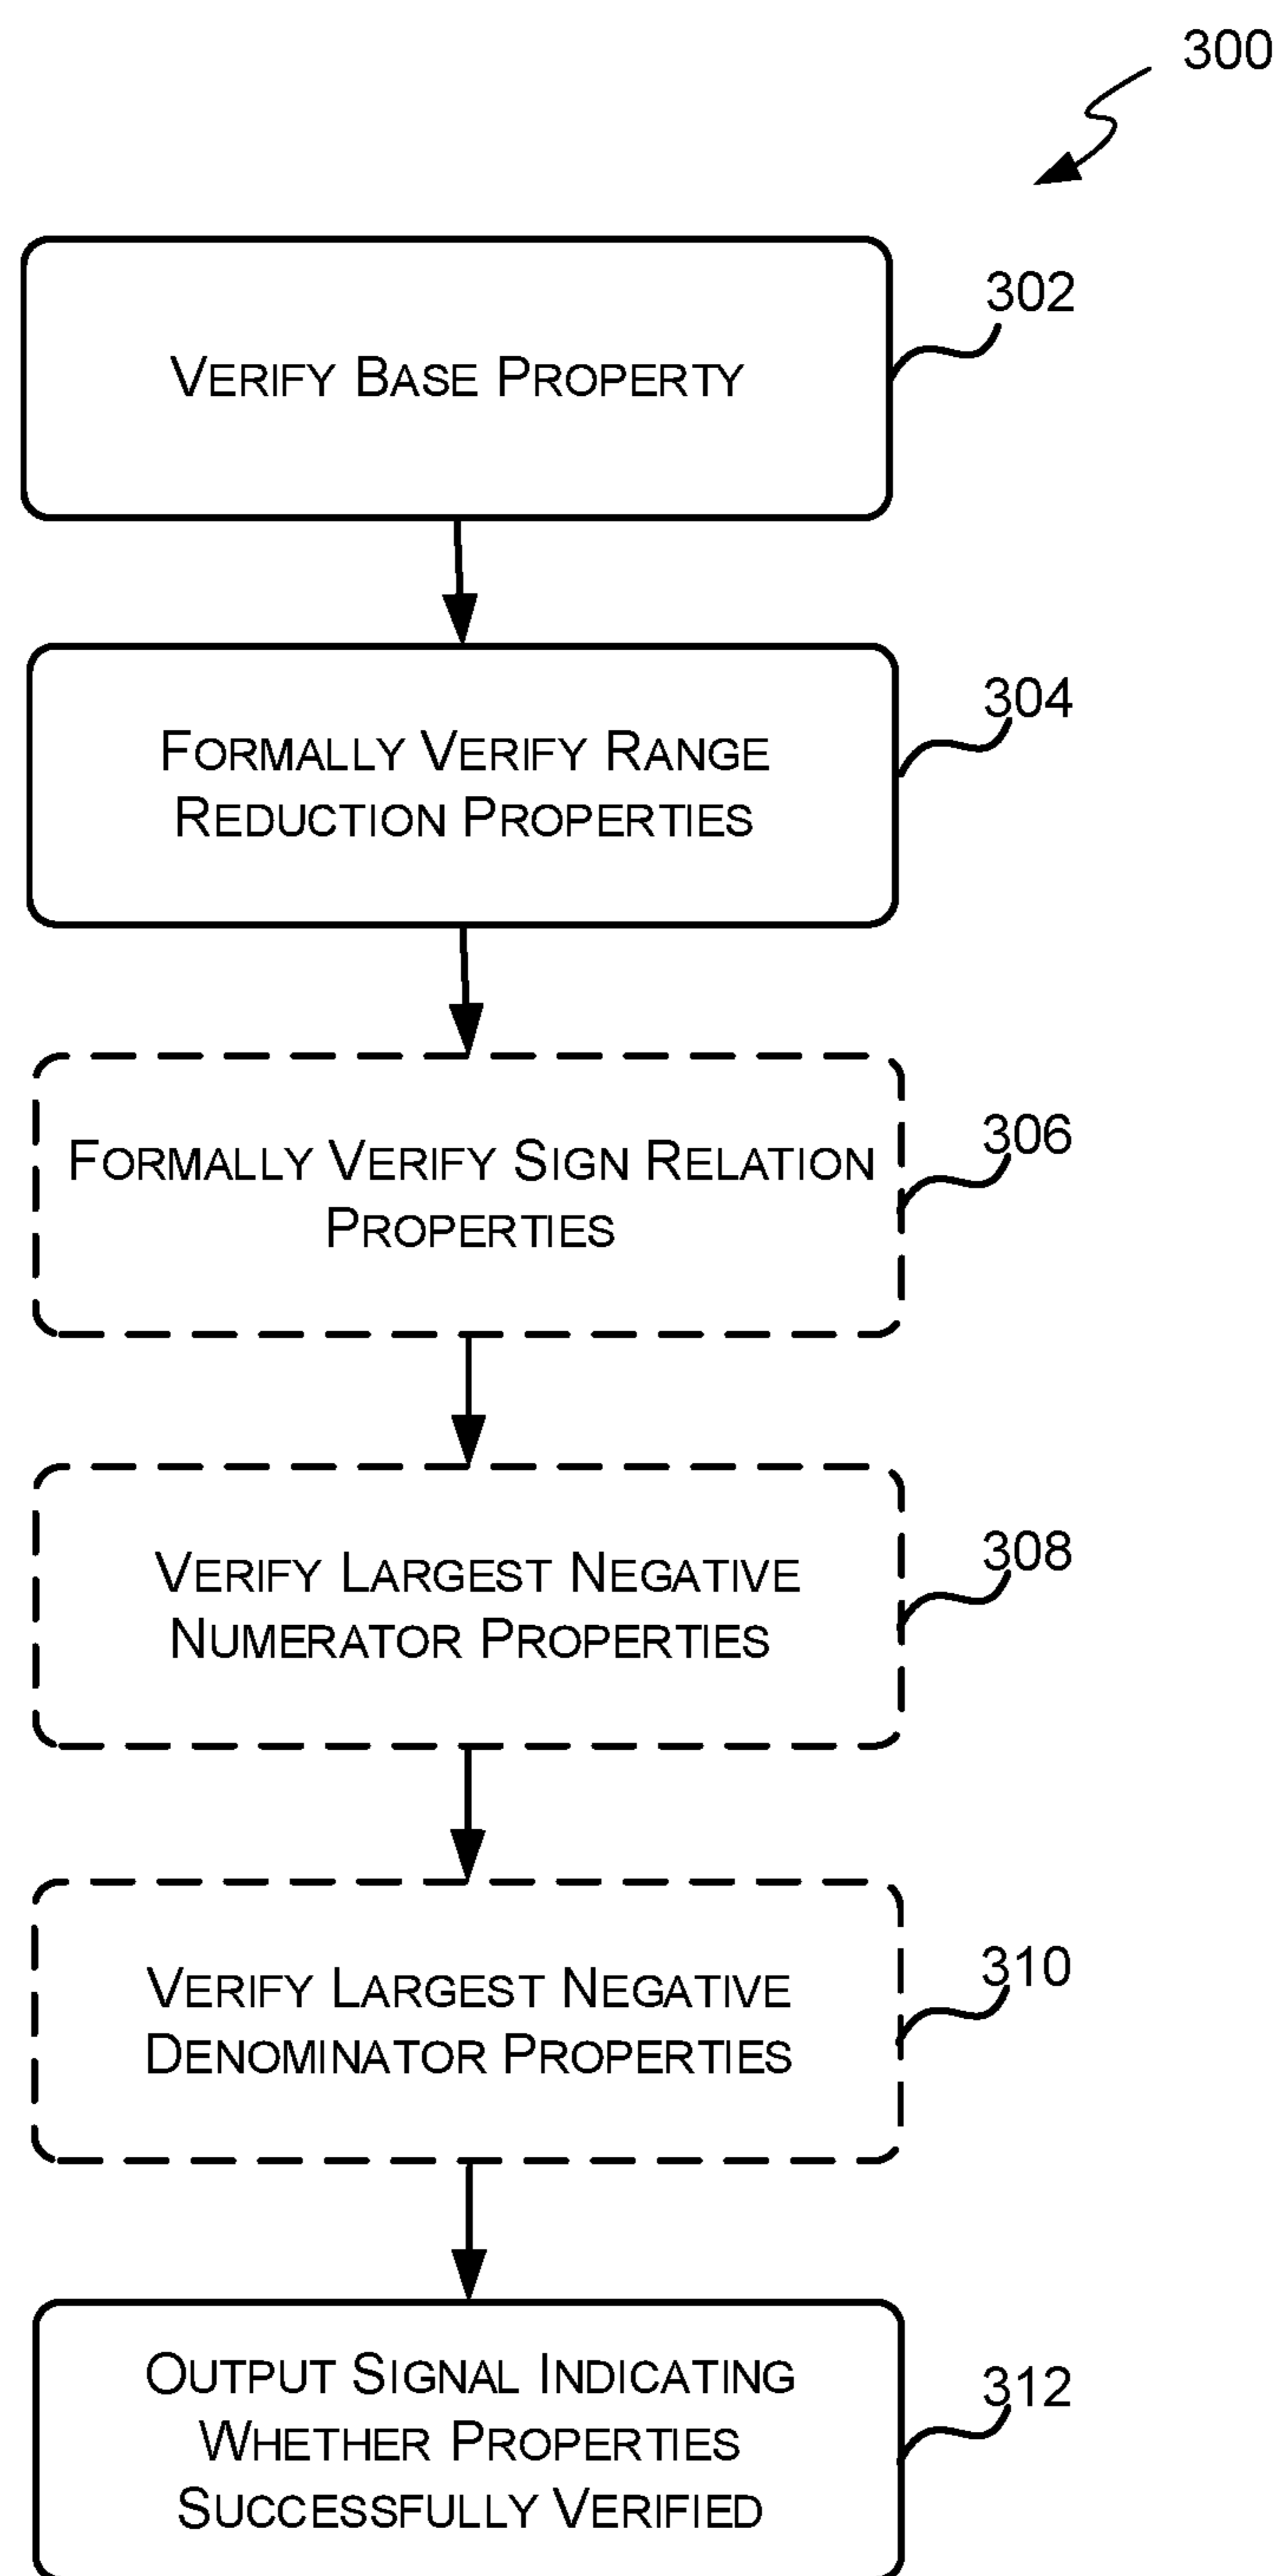 300
302
VERIFY BASE PROPERTY
304
FORMALLY VERIFY RANGE
REDUCTION PROPERTIES
306
FORMALLY VERIFY SIGN RELATION
PROPERTIES
308
VERIFY LARGEST NEGATIVE
NUMERATOR PROPERTIES
310
VERIFY LARGEST NEGATIVE
DENOMINATOR PROPERTIES
312
OUTPUT SIGNAL INDICATING
WHETHER PROPERTIES
SUCCESSFULLY VERIFIED